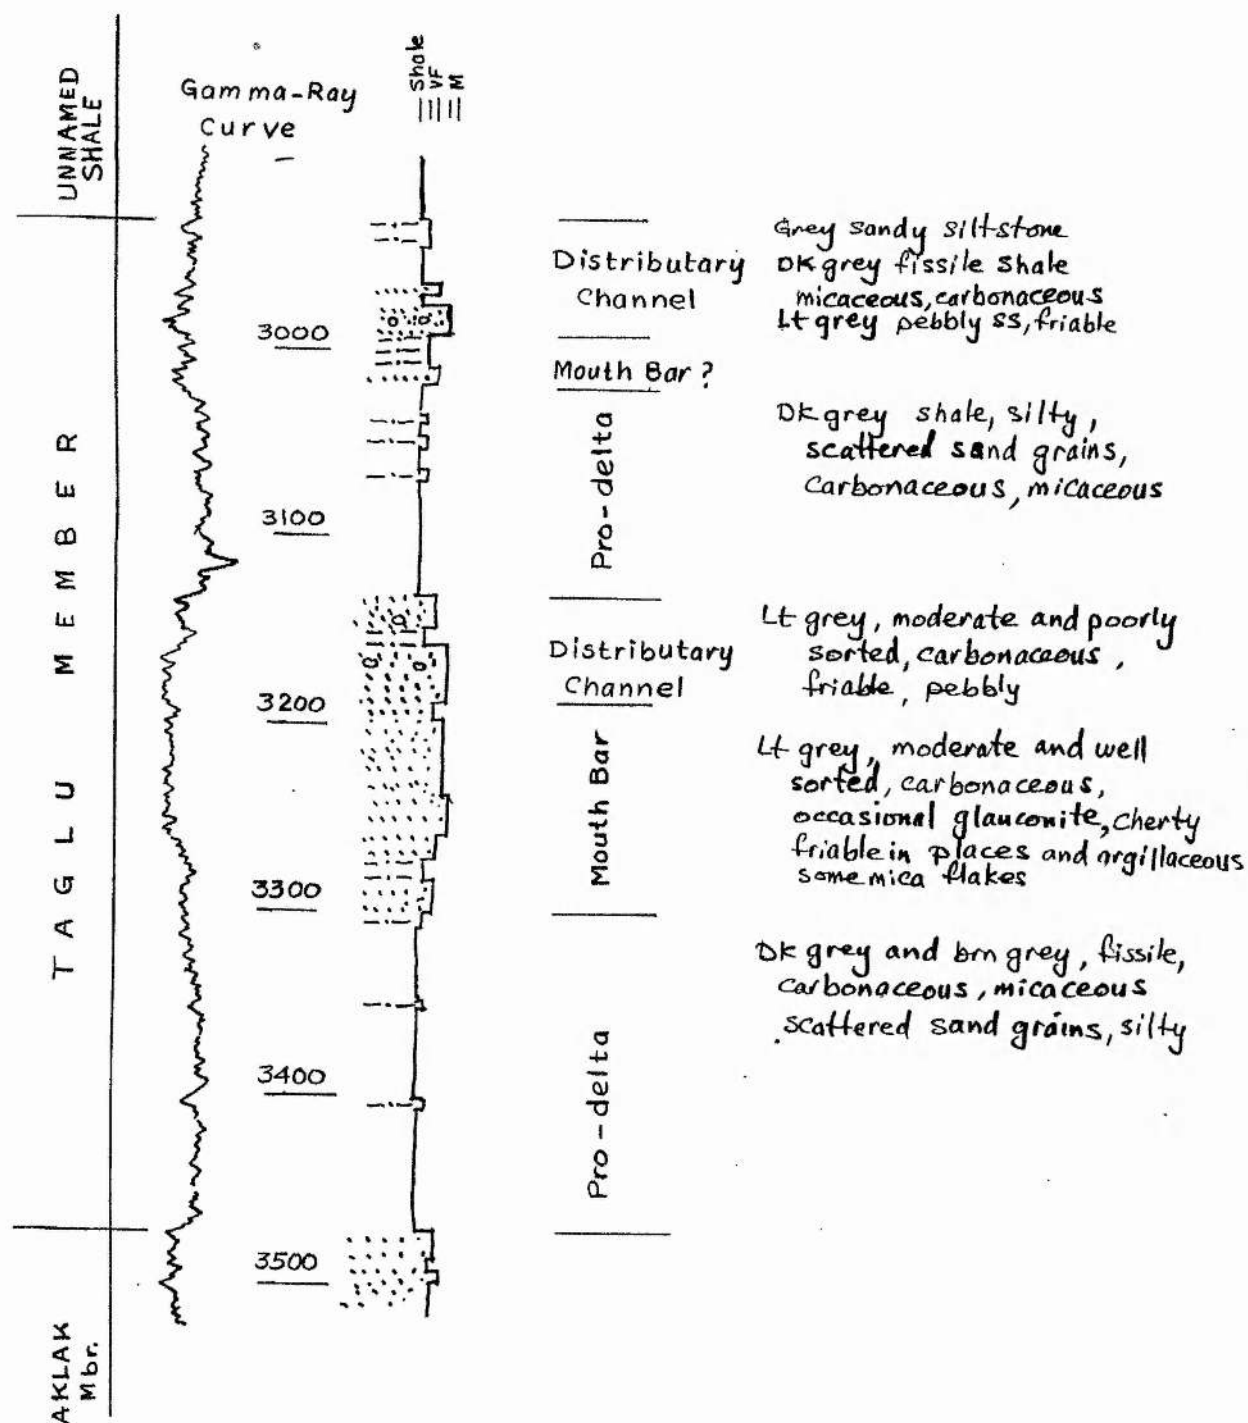 UNNAMED
SHALE
TAGLU MEMBER
AKLAK
Mbr.
Gamma-Ray
Curve
Shale
VF
M
3000
3100
3200
3300
3400
3500
Distributary
Channel
Mouth Bar ?
Pro-delta
Distributary
Channel
Mouth Bar
Pro-delta
Grey sandy siltstone
DK grey fissile shale
micaceous, carbonaceous
Lt grey pebbly ss, friable
DK grey shale, silty,
scattered sand grains,
carbonaceous, micaceous
Lt grey, moderate and poorly
sorted, carbonaceous,
friable, pebbly
Lt grey, moderate and well
sorted, carbonaceous,
occasional glauconite, cherty
friable in places and argillaceous
some mica flakes
DK grey and brn grey, fissile,
carbonaceous, micaceous
scattered sand grains, silty